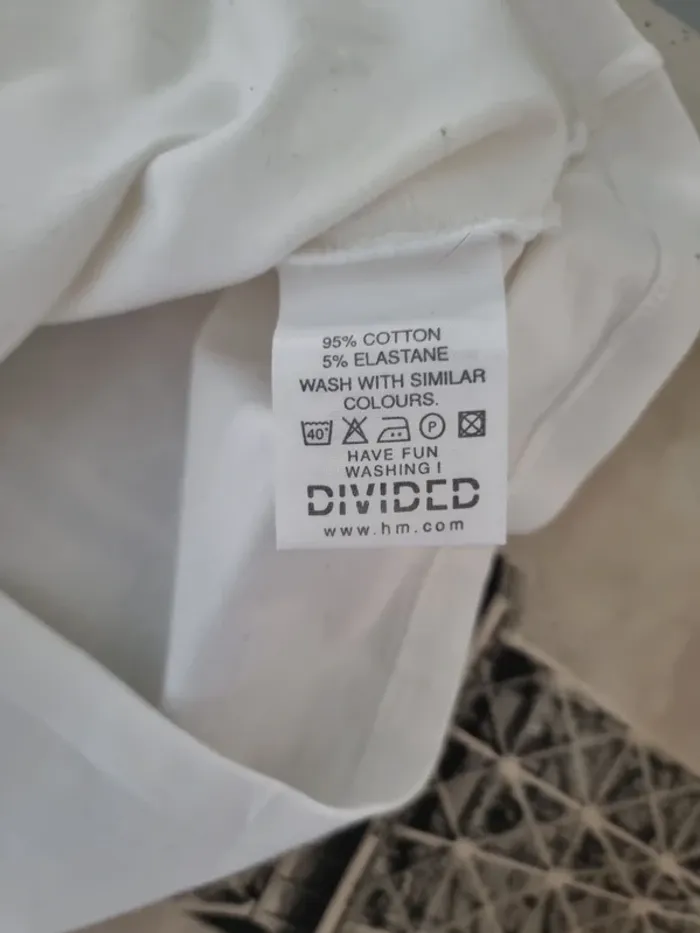 95% COTTON
5% ELASTANE
WASH WITH SIMILAR
COLOURS.
40° P
HAVE FUN
WASHING !
DIVIDED
www.hm.com